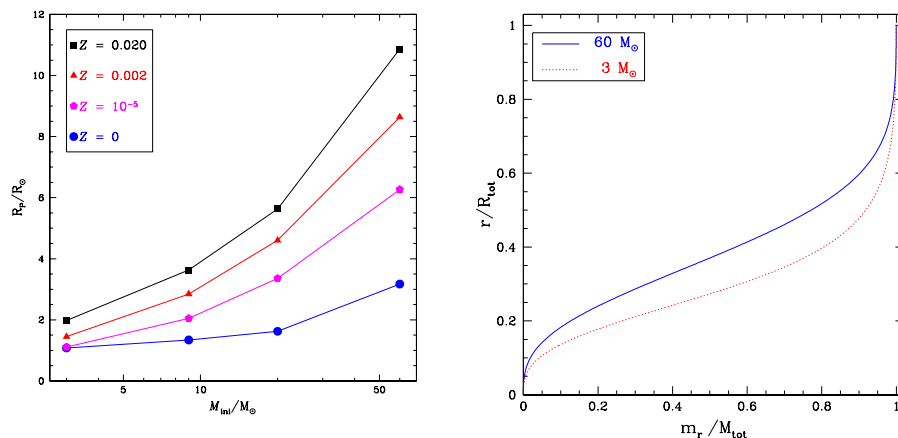 12
10
8
6
4
2
0
R_P/R_⊙
Z = 0.020
Z = 0.002
Z = 10⁻⁵
Z = 0
5
10
50
M_ini/M_⊙
1
0.8
0.6
0.4
0.2
0
r/R_tot
60 M_⊙
3 M_⊙
0
0.2
0.4
0.6
0.8
1
m_r/M_tot